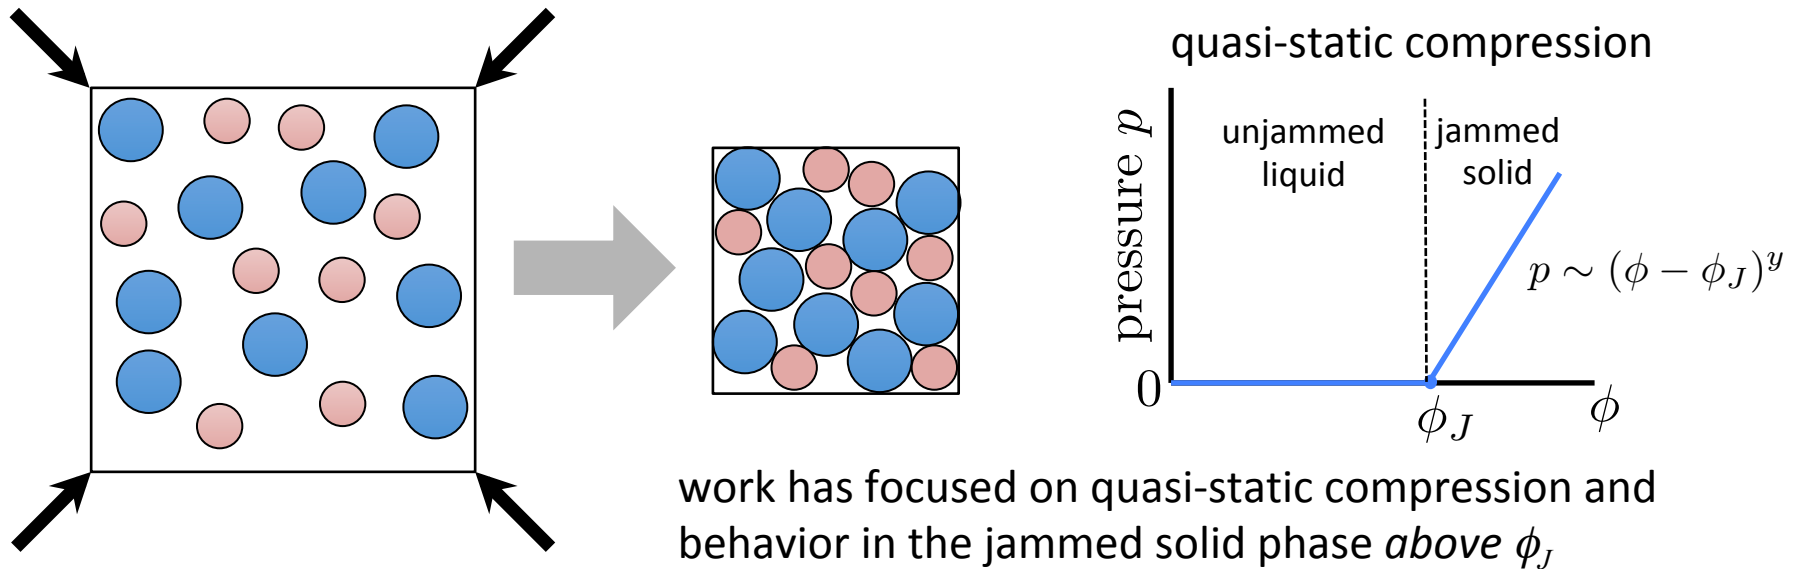 quasi-static compression
pressure p
unjammed
liquid
jammed
solid
p ∼ (ϕ − ϕ_J)^y
0
ϕ_J
ϕ
work has focused on quasi-static compression and
behavior in the jammed solid phase above ϕ_J